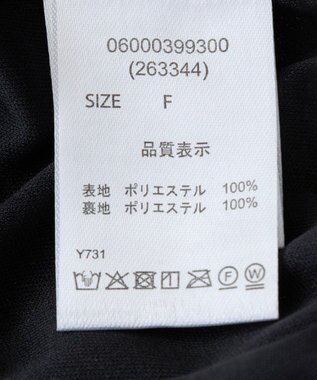 06000399300
(263344)
SIZE F
品質表示
表地 ポリエステル 100%
裏地 ポリエステル 100%
Y731
F W